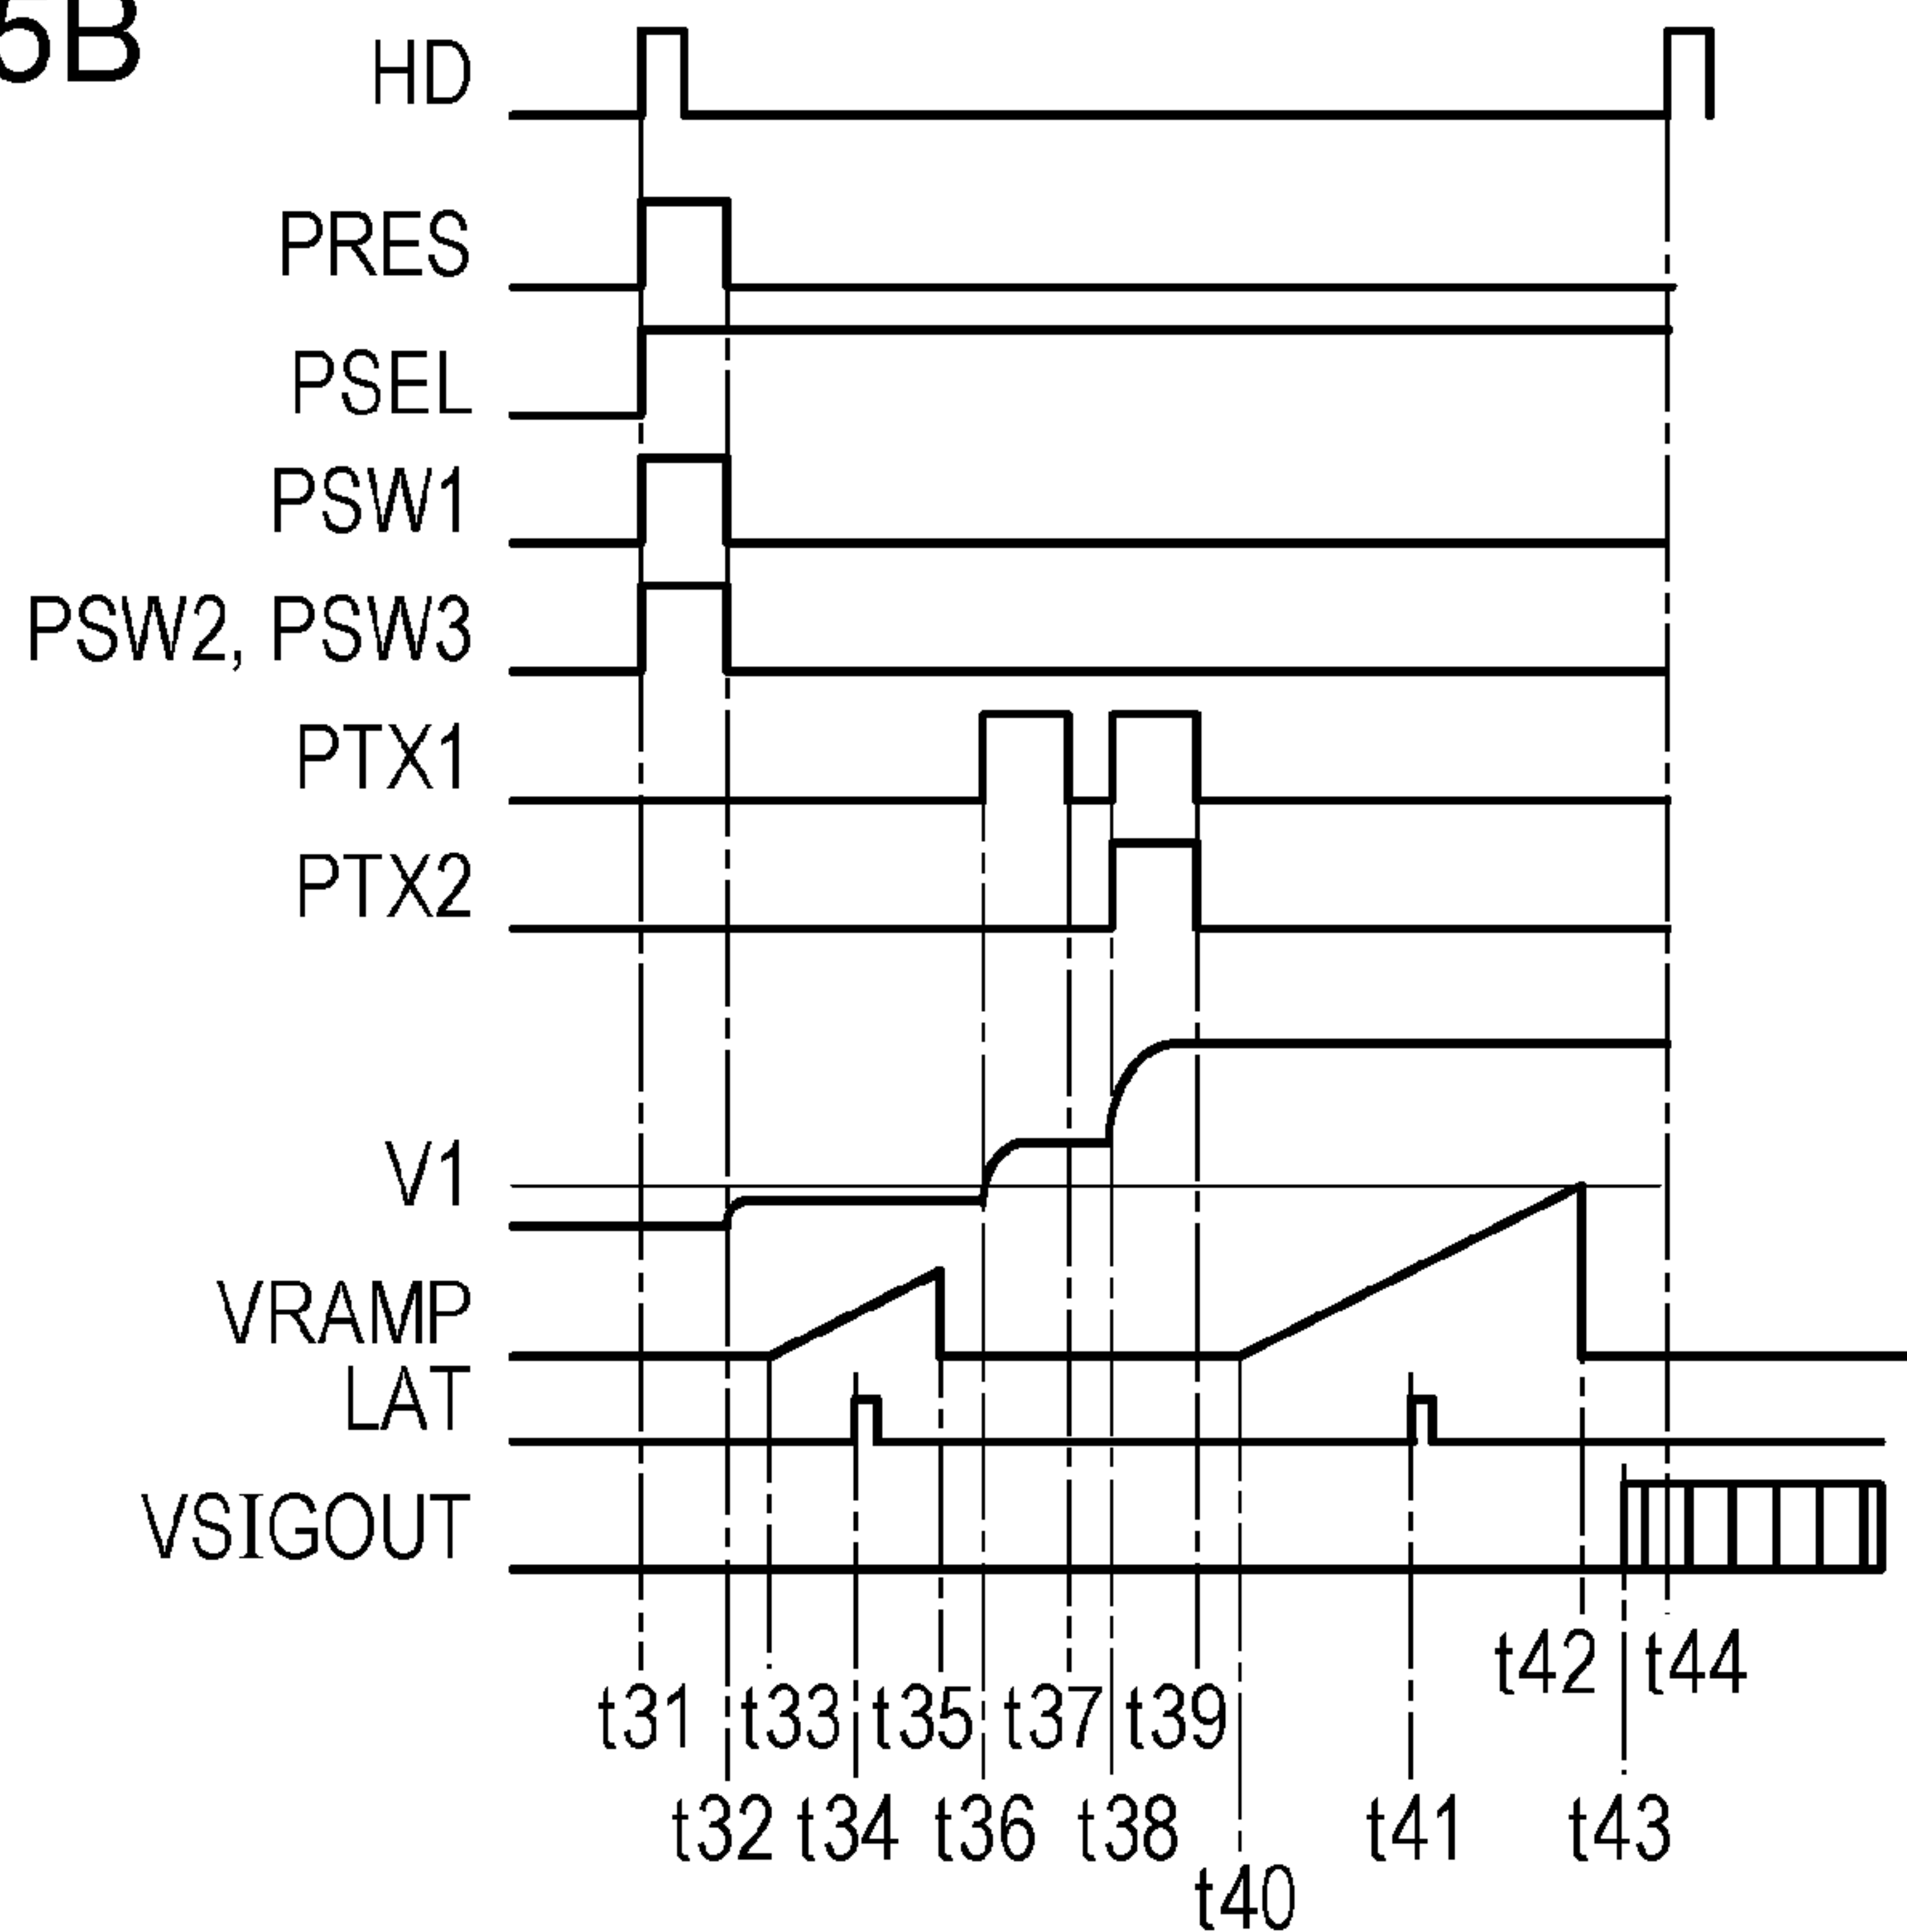 5B
HD
PRES
PSEL
PSW1
PSW2, PSW3
PTX1
PTX2
V1
VRAMP
LAT
VSIGOUT
t42 t44
t31 t33 t35 t37 t39
t32 t34 t36 t38 t41 t43
t40